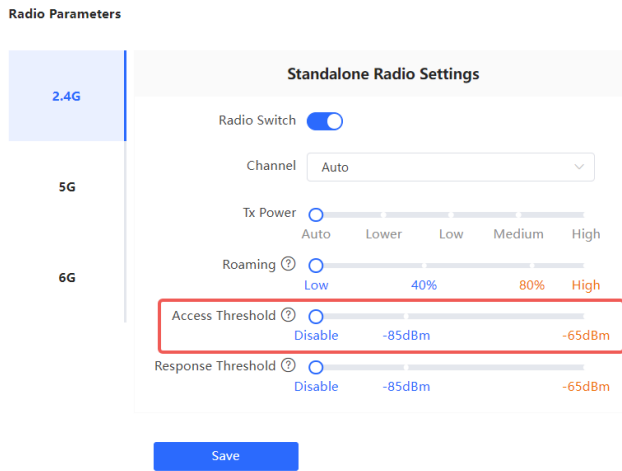 Radio Parameters
2.4G
5G
6G
Standalone Radio Settings
Radio Switch
Channel Auto
Tx Power
Auto Lower Low Medium High
Roaming ?
Low 40% 80% High
Access Threshold ?
Disable -85dBm -65dBm
Response Threshold ?
Disable -85dBm -65dBm
Save